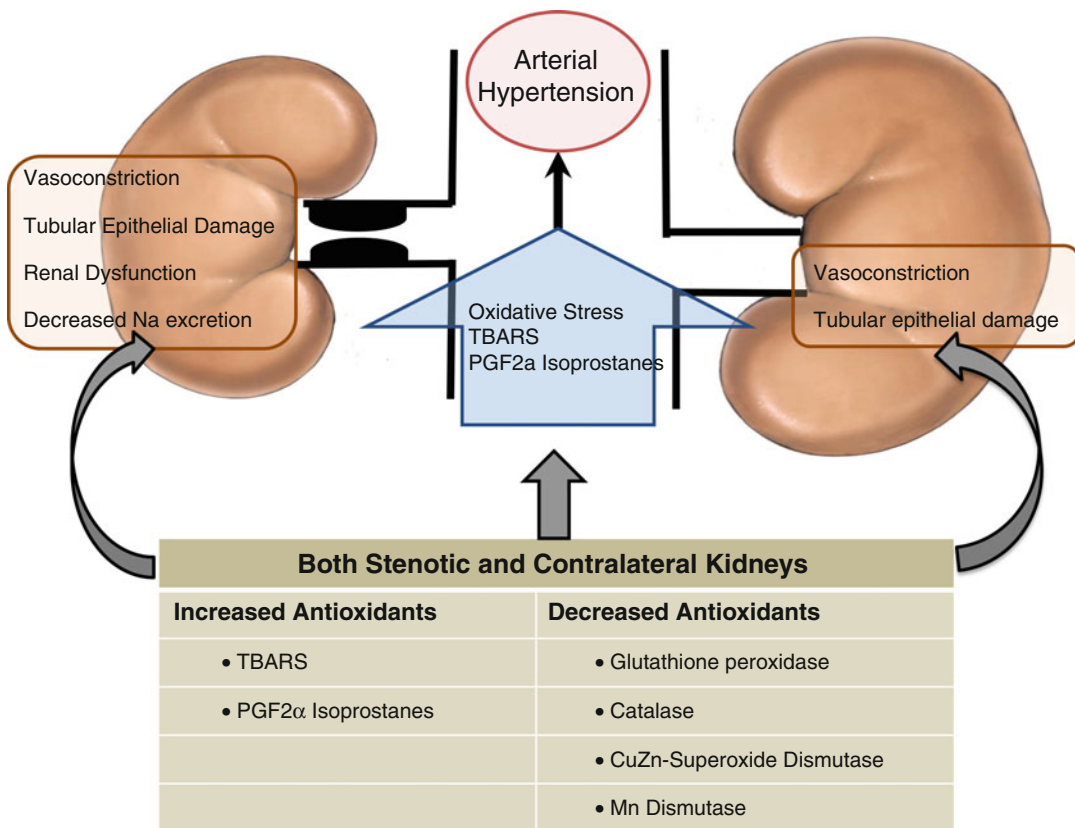 Arterial
Hypertension
Vasoconstriction
Tubular Epithelial Damage
Renal Dysfunction
Decreased Na excretion
Oxidative Stress
TBARS
PGF2a Isoprostanes
Vasoconstriction
Tubular epithelial damage
Both Stenotic and Contralateral Kidneys
Increased Antioxidants
Decreased Antioxidants
• TBARS
• Glutathione peroxidase
• PGF2α Isoprostanes
• Catalase
• CuZn-Superoxide Dismutase
• Mn Dismutase